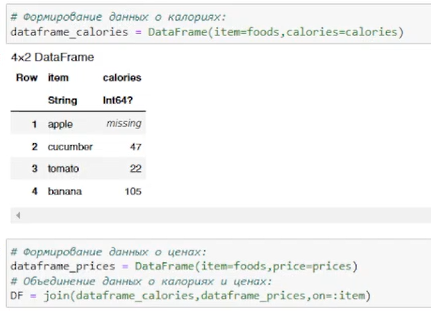 # Формирование данных о калориях:
dataframe_calories = DataFrame(item=foods,calories=calories)
4x2 DataFrame
Row item calories
String Int64?
1 apple missing
2 cucumber 47
3 tomato 22
4 banana 105
# Формирование данных о ценах:
dataframe_prices = DataFrame(item=foods,price=prices)
# Объединение данных о калориях и ценах:
DF = join(dataframe_calories,dataframe_prices,on=:item)